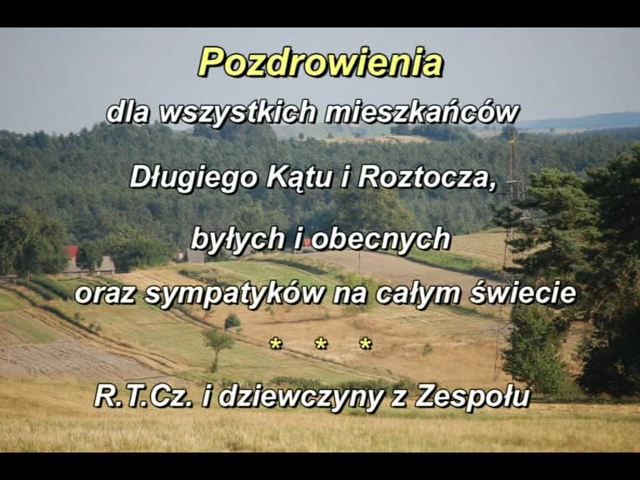 Pozdrowienia
dla wszystkich mieszkańców
Długiego Kątu i Roztocza,
byłych i obecnych
oraz sympatyków na całym świecie
* * *
R.T.Cz. i dziewczyny z Zespołu